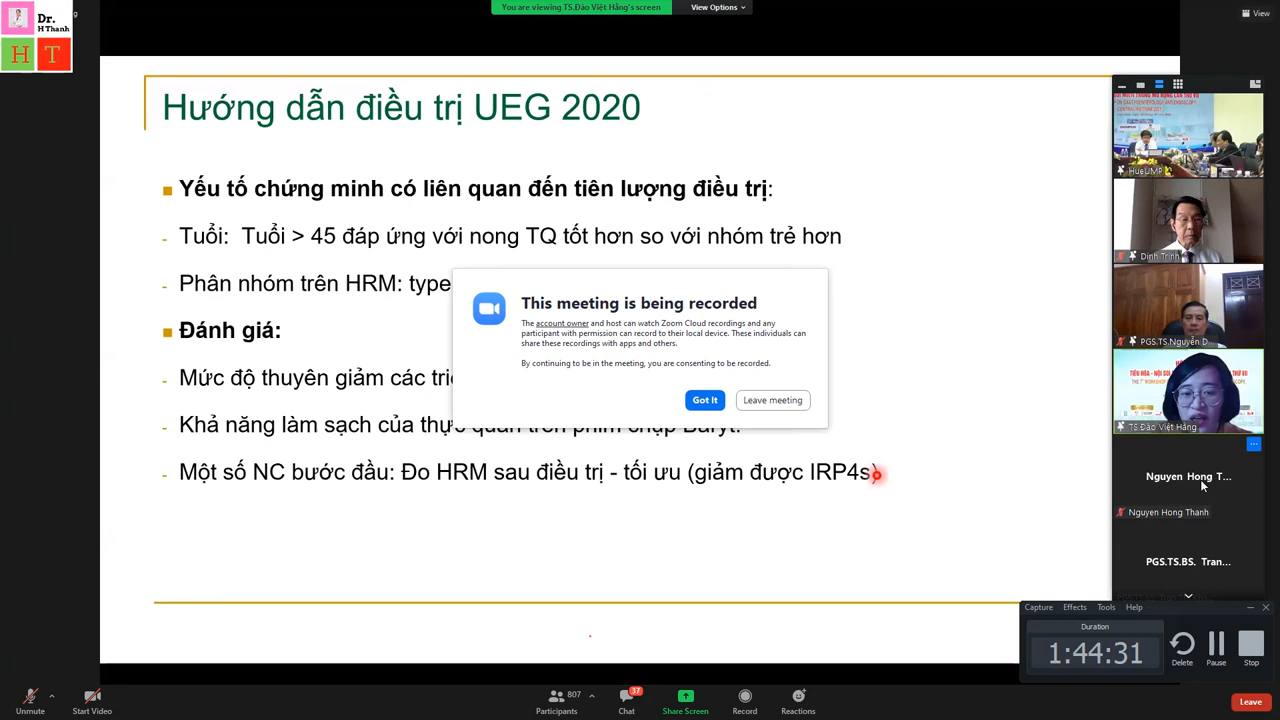 Dr.
H Thanh
H T
You are viewing TS.Đào Việt Hằng's screen
View Options
View
Hướng dẫn điều trị UEG 2020
Yếu tố chứng minh có liên quan đến tiên lượng điều trị:
- Tuổi: Tuổi > 45 đáp ứng với nong TQ tốt hơn so với nhóm trẻ hơn
- Phân nhóm trên HRM: type
Đánh giá:
- Mức độ thuyên giảm các
- Khả năng làm sạch của thực quản trên phim chụp Baryt.
- Một số NC bước đầu: Đo HRM sau điều trị - tối ưu (giảm được IRP4s)
This meeting is being recorded
The account owner and host can watch Zoom Cloud recordings and any
participant with permission can record to their local device. These individuals can
share these recordings with apps and others.
By continuing to be in the meeting, you are consenting to be recorded.
Got It
Leave meeting
HueUMP
Dinh Trinh
PGS.TS.Nguyễn D
TS.Đào Việt Hằng
Nguyen Hong T...
Nguyen Hong Thanh
PGS.TS.BS. Tran...
Capture Effects Tools Help
Duration
1:44:31
Delete
Pause
Stop
Unmute
Start Video
807
Participants
37
Chat
Share Screen
Record
Reactions
Leave